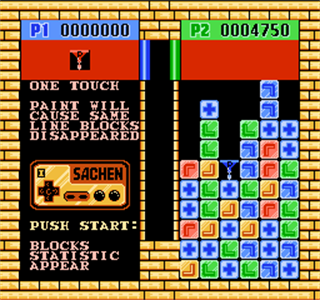 P1 0000000
P2 0004750
?
ONE TOUCH
PAINT WILL
CAUSE SAME
LINE BLOCKS
DISAPPEARED
SACHEN
PUSH START:
BLOCKS
STATISTIC
APPEAR